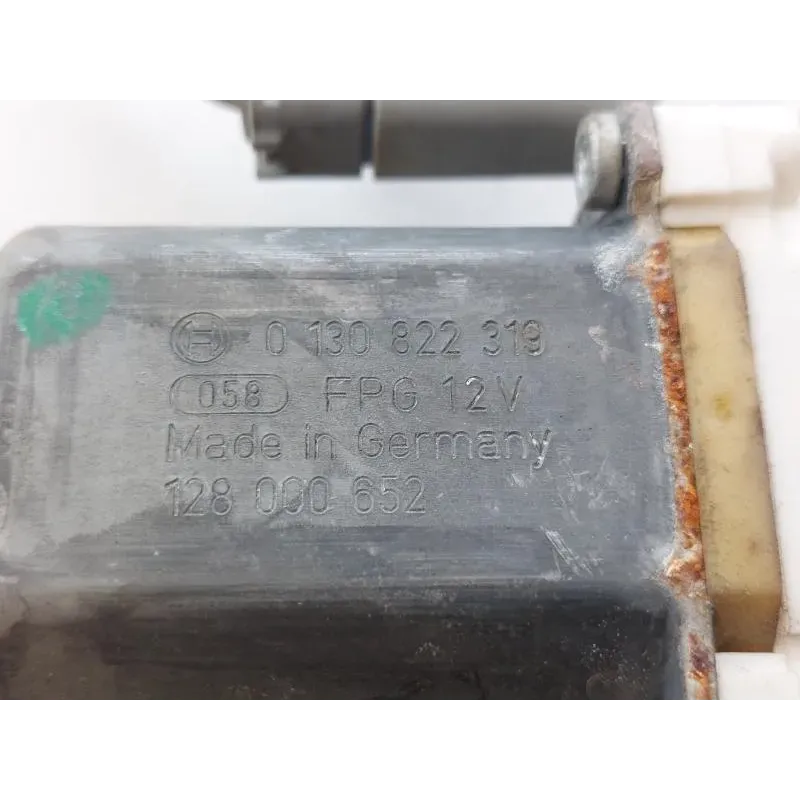 0 130 822 319
058 FPG 12V
Made in Germany
128 000 652